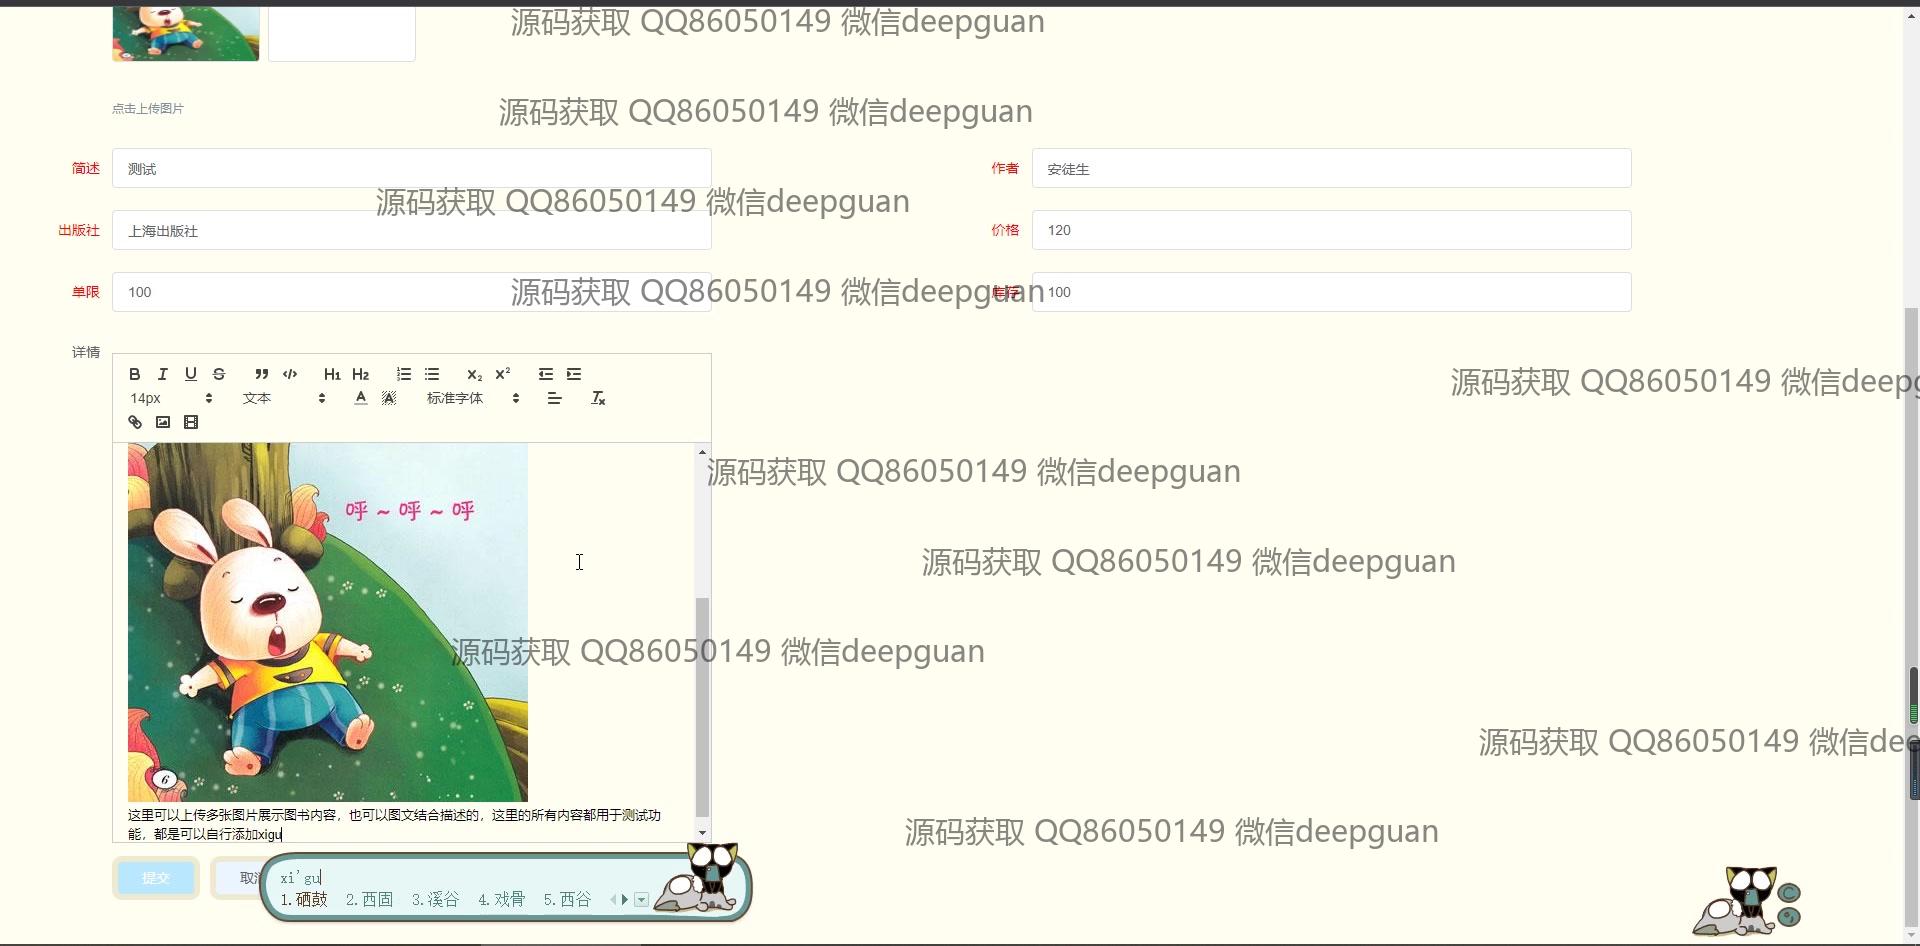 源码获取 QQ86050149 微信deepguan
点击上传图片
源码获取 QQ86050149 微信deepguan
简述 测试
作者 安徒生
源码获取 QQ86050149 微信deepguan
出版社 上海出版社
价格 120
单限 100
源码获取 QQ86050149 微信deepguan
库存 100
详情
B I U S H1 H2 X2 X2
源码获取 QQ86050149 微信deep
14px 文本 A A 标准字体 Tx
源码获取 QQ86050149 微信deepguan
呼~呼~呼
源码获取 QQ86050149 微信deepguan
源码获取 QQ86050149 微信deepguan
源码获取 QQ86050149 微信dee
6
这里可以上传多张图片展示图书内容，也可以图文结合描述的，这里的所有内容都用于测试功
能，都是可以自行添加xigu
源码获取 QQ86050149 微信deepguan
提交 取
xi'gu
1.硒鼓 2.西固 3.溪谷 4.戏骨 5.西谷